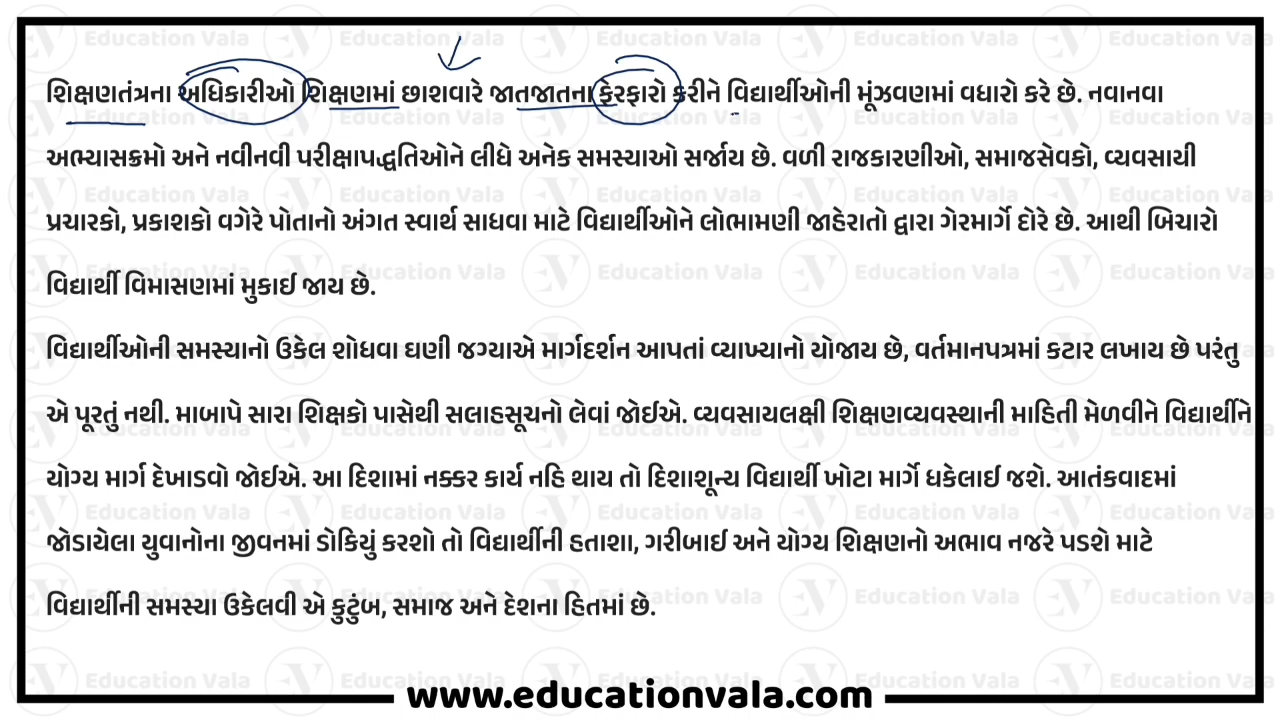 શિક્ષણતંત્રના અધિકારીઓ શિક્ષણમાં છાશવારે જાતજાતના ફેરફારો કરીને વિદ્યાર્થીઓની મૂંઝવણમાં વધારો કરે છે. નવાનવા
અભ્યાસક્રમો અને નવીનવી પરીક્ષાપદ્ધતિઓને લીધે અનેક સમસ્યાઓ સર્જાય છે. વળી રાજકારણીઓ, સમાજસેવકો, વ્યવસાયી
પ્રચારકો, પ્રકાશકો વગેરે પોતાનો અંગત સ્વાર્થ સાધવા માટે વિદ્યાર્થીઓને લોભામણી જાહેરાતો દ્વારા ગેરમાર્ગે દોરે છે. આથી બિચારો
વિદ્યાર્થી વિમાસણમાં મુકાઈ જાય છે.
વિદ્યાર્થીઓની સમસ્યાનો ઉકેલ શોધવા ઘણી જગ્યાએ માર્ગદર્શન આપતાં વ્યાખ્યાનો યોજાય છે, વર્તમાનપત્રમાં કટાર લખાય છે પરંતુ
એ પૂરતું નથી. માબાપે સારા શિક્ષકો પાસેથી સલાહસૂચનો લેવાં જોઈએ. વ્યવસાયલક્ષી શિક્ષણવ્યવસ્થાની માહિતી મેળવીને વિદ્યાર્થીને
યોગ્ય માર્ગ દેખાડવો જોઈએ. આ દિશામાં નક્કર કાર્ય નહિ થાય તો દિશાશૂન્ય વિદ્યાર્થી ખોટા માર્ગે ધકેલાઈ જશે. આતંકવાદમાં
જોડાયેલા યુવાનોના જીવનમાં ડોકિયું કરશો તો વિદ્યાર્થીની હતાશા, ગરીબાઈ અને યોગ્ય શિક્ષણનો અભાવ નજરે પડશે માટે
વિદ્યાર્થીની સમસ્યા ઉકેલવી એ કુટુંબ, સમાજ અને દેશના હિતમાં છે.
www.educationvala.com